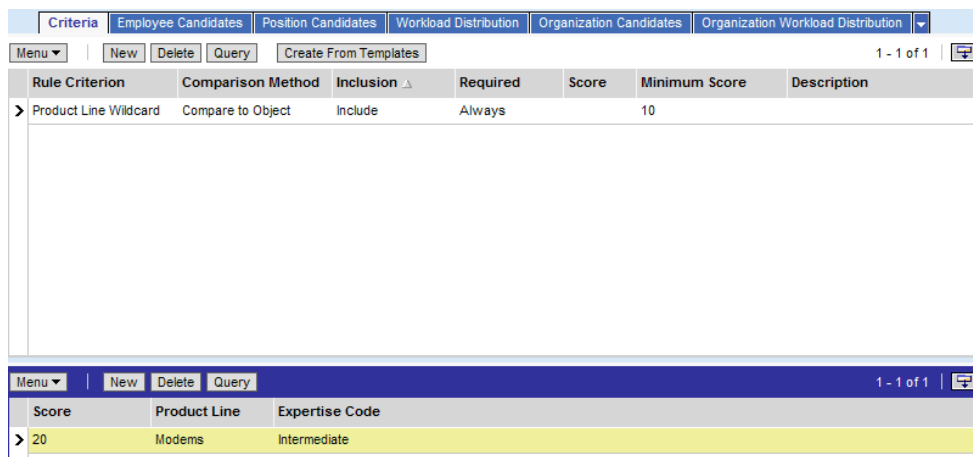 Criteria Employee Candidates Position Candidates Workload Distribution Organization Candidates Organization Workload Distribution
Menu New Delete Query Create From Templates 1 - 1 of 1
Rule Criterion Comparison Method Inclusion Required Score Minimum Score Description
Product Line Wildcard Compare to Object Include Always 10
Menu New Delete Query 1 - 1 of 1
Score Product Line Expertise Code
20 Modems Intermediate